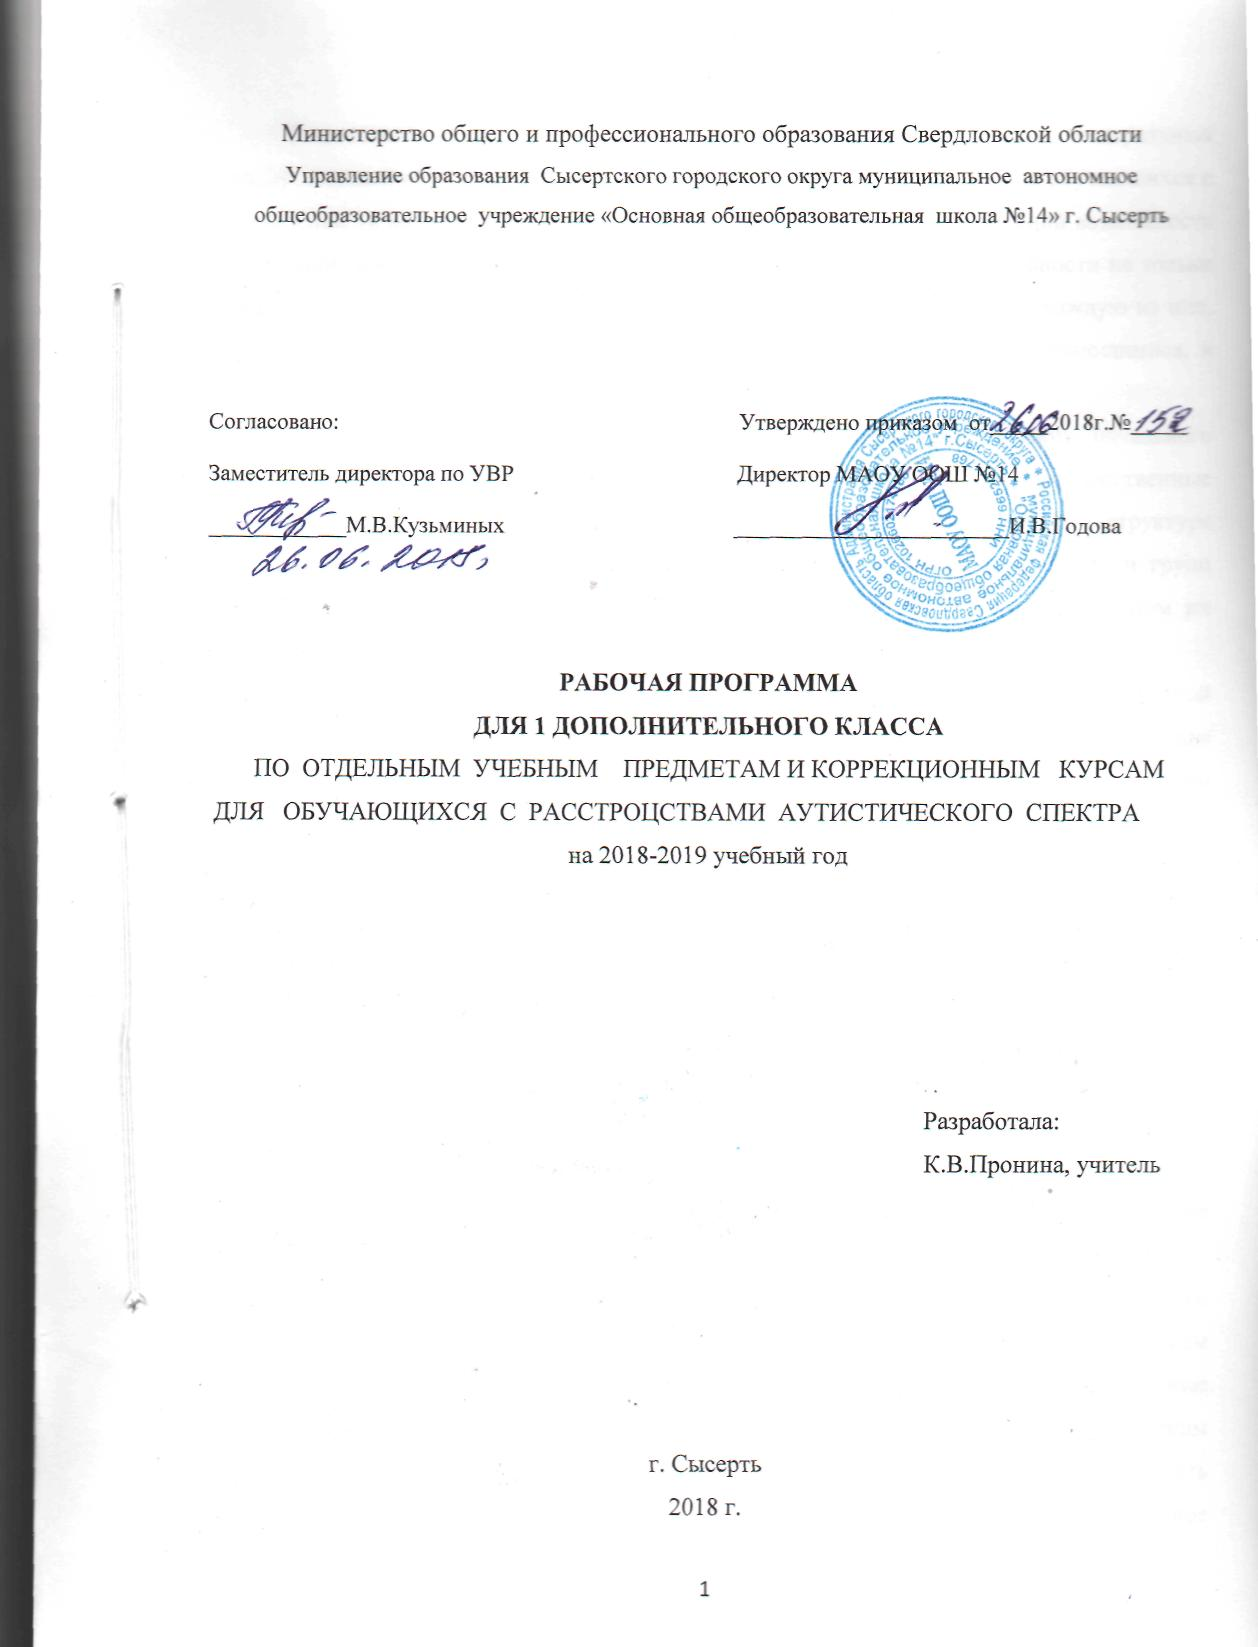 Министерство общего и профессионального образования Свердловской области
Управление образования Сысертского городского округа муниципальное автономное
общеобразовательное учреждение «Основная общеобразовательная школа №14» г. Сысерть
Согласовано: Утверждено приказом от 26.06 2018г.№ 152
Заместитель директора по УВР Директор МАОУ ООШ №14
____________М.В.Кузьминых ________________________И.В.Годова
26.06.2018г
РАБОЧАЯ ПРОГРАММА
ДЛЯ 1 ДОПОЛНИТЕЛЬНОГО КЛАССА
ПО ОТДЕЛЬНЫМ УЧЕБНЫМ ПРЕДМЕТАМ И КОРРЕКЦИОННЫМ КУРСАМ
ДЛЯ ОБУЧАЮЩИХСЯ С РАССТРОЦСТВАМИ АУТИСТИЧЕСКОГО СПЕКТРА
на 2018-2019 учебный год
Разработала:
К.В.Пронина, учитель
г. Сысерть
2018 г.
1